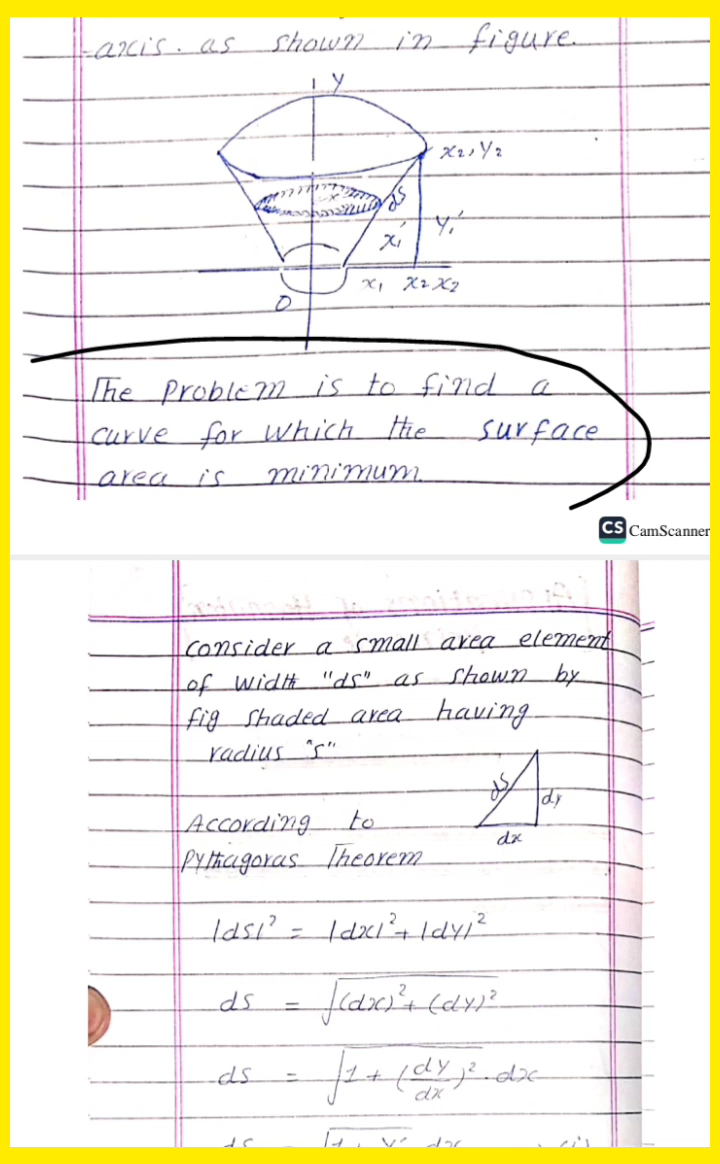 axis. as shown in figure.
Y
x2, Y2
ds
x
x1'
Y1'
O
x1 x2 x2
The problem is to find a
curve for which the surface
area is minimum.
CS CamScanner
consider a small area element
of width "ds" as shown by
fig shaded area having
radius "s"
ds
dy
dx
According to
Pythagoras Theorem
|ds|² = |dx|² + |dy|²
ds = √(dx)² + (dy)²
ds = √1 + (dy/dx)² . dx